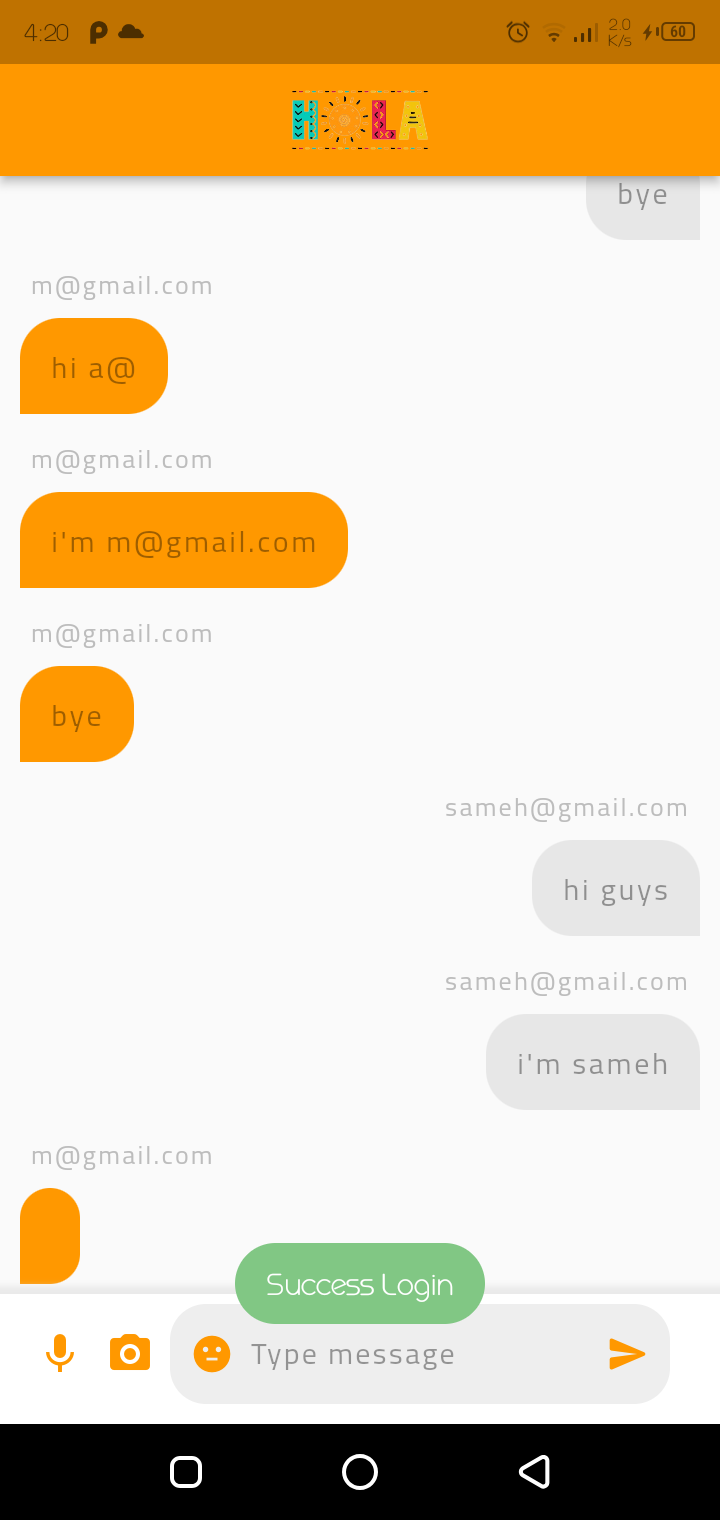 4:20
2.0
K/s
60
HOLA
bye
m@gmail.com
hi a@
m@gmail.com
i'm m@gmail.com
m@gmail.com
bye
sameh@gmail.com
hi guys
sameh@gmail.com
i'm sameh
m@gmail.com
Success Login
Type message